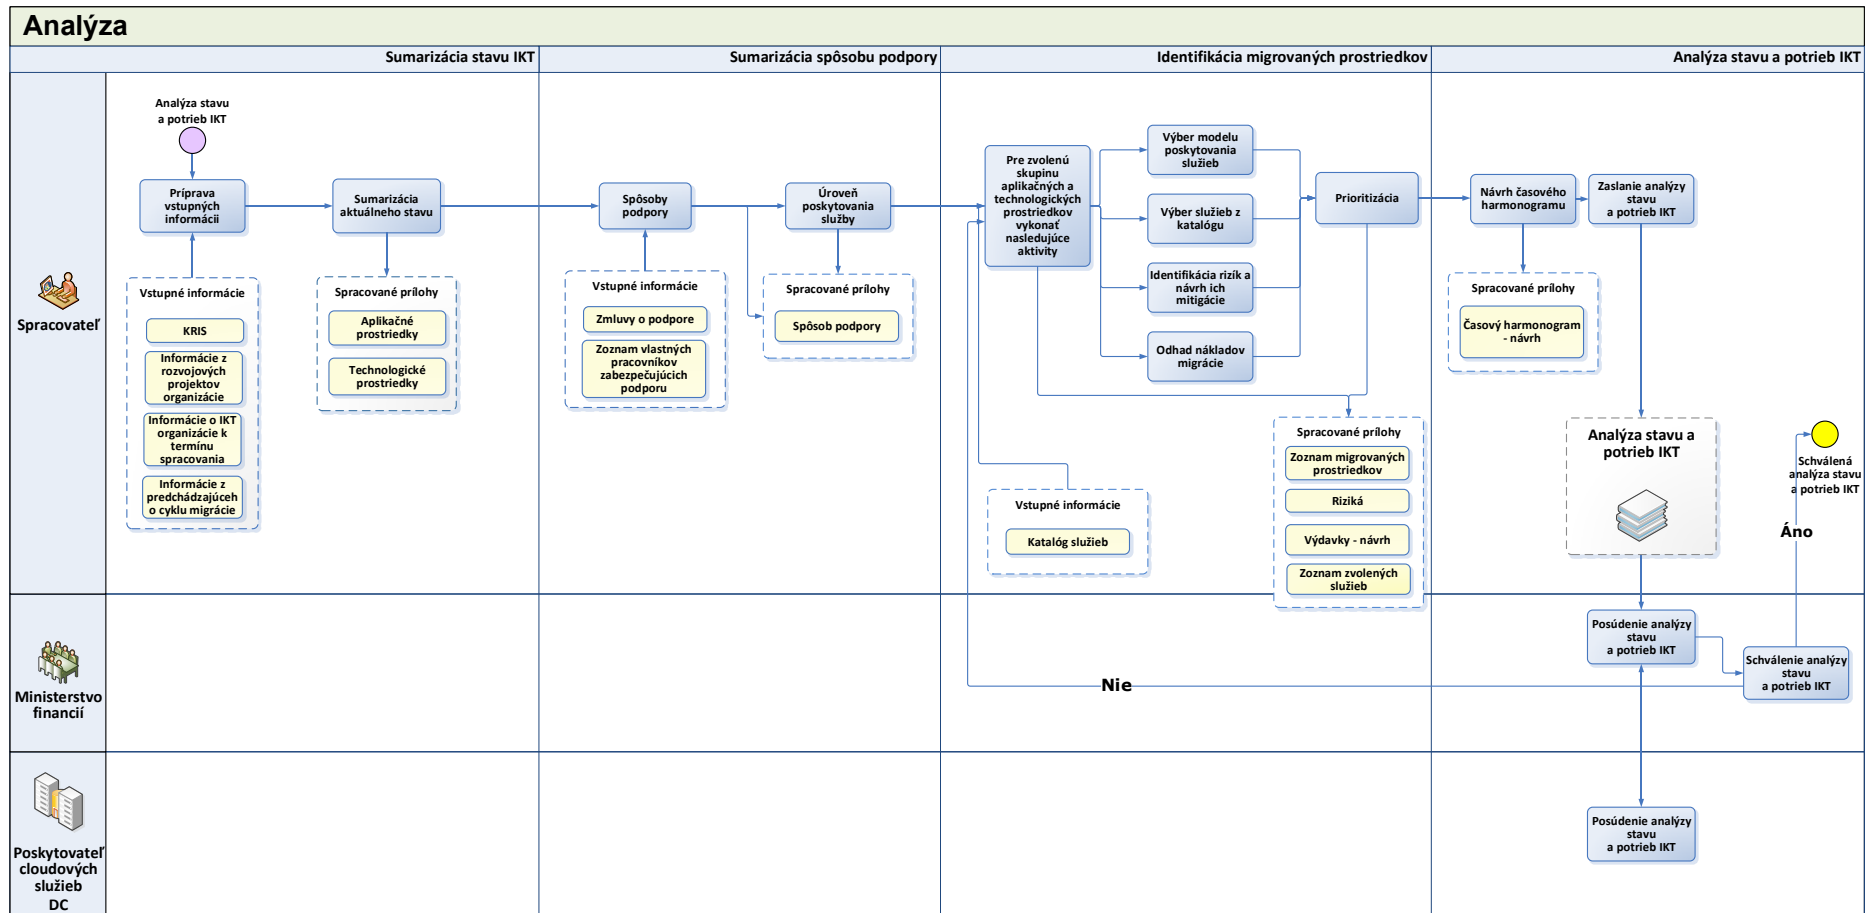 Analýza
Sumarizácia stavu IKT
Sumarizácia spôsobu podpory
Identifikácia migrovaných prostriedkov
Analýza stavu a potrieb IKT
Spracovateľ
Analýza stavu
a potrieb IKT
Príprava
vstupných
informácii
Sumarizácia
aktuálneho stavu
Vstupné informácie
KRIS
Informácie z
rozvojových
projektov
organizácie
Informácie o IKT
organizácie k
termínu
spracovania
Informácie z
predchádzajúceh
o cyklu migrácie
Spracované prílohy
Aplikačné
prostriedky
Technologické
prostriedky
Spôsoby
podpory
Úroveň
poskytovania
služby
Vstupné informácie
Zmluvy o podpore
Zoznam vlastných
pracovníkov
zabezpečujúcich
podporu
Spracované prílohy
Spôsob podpory
Pre zvolenú
skupinu
aplikačných a
technologických
prostriedkov
vykonať
nasledujúce
aktivity
Výber modelu
poskytovania
služieb
Výber služieb z
katalógu
Identifikácia rizík a
návrh ich
mitigácie
Odhad nákladov
migrácie
Prioritizácia
Vstupné informácie
Katalóg služieb
Spracované prílohy
Zoznam migrovaných
prostriedkov
Riziká
Výdavky - návrh
Zoznam zvolených
služieb
Návrh časového
harmonogramu
Zaslanie analýzy
stavu
a potrieb IKT
Spracované prílohy
Časový harmonogram
- návrh
Analýza stavu a
potrieb IKT
Schválená
analýza stavu
a potrieb IKT
Áno
Ministerstvo
financií
Nie
Posúdenie analýzy
stavu
a potrieb IKT
Schválenie analýzy
stavu
a potrieb IKT
Poskytovateľ
cloudových
služieb
DC
Posúdenie analýzy
stavu
a potrieb IKT